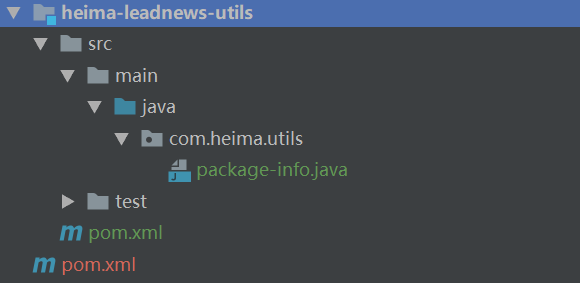 heima-leadnews-utils
src
main
java
com.heima.utils
package-info.java
test
pom.xml
pom.xml